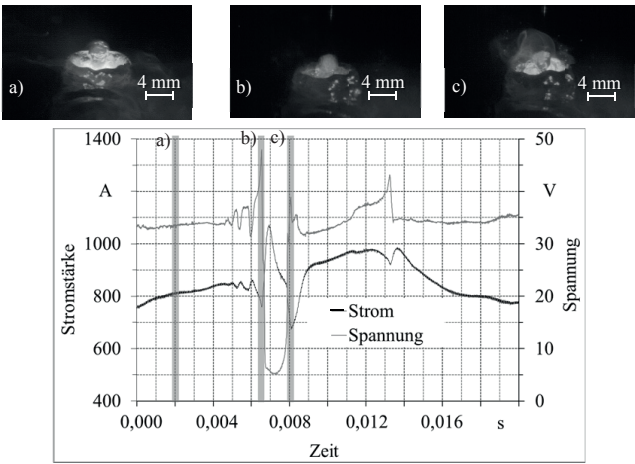 a) 4 mm
b) 4 mm
c) 4 mm
1400 a) b) c) 50
A V
40
1200
1000 30
800 20
600 10
400 0
Stromstärke
Spannung
Strom
Spannung
0,000 0,004 0,008 0,012 0,016 s
Zeit